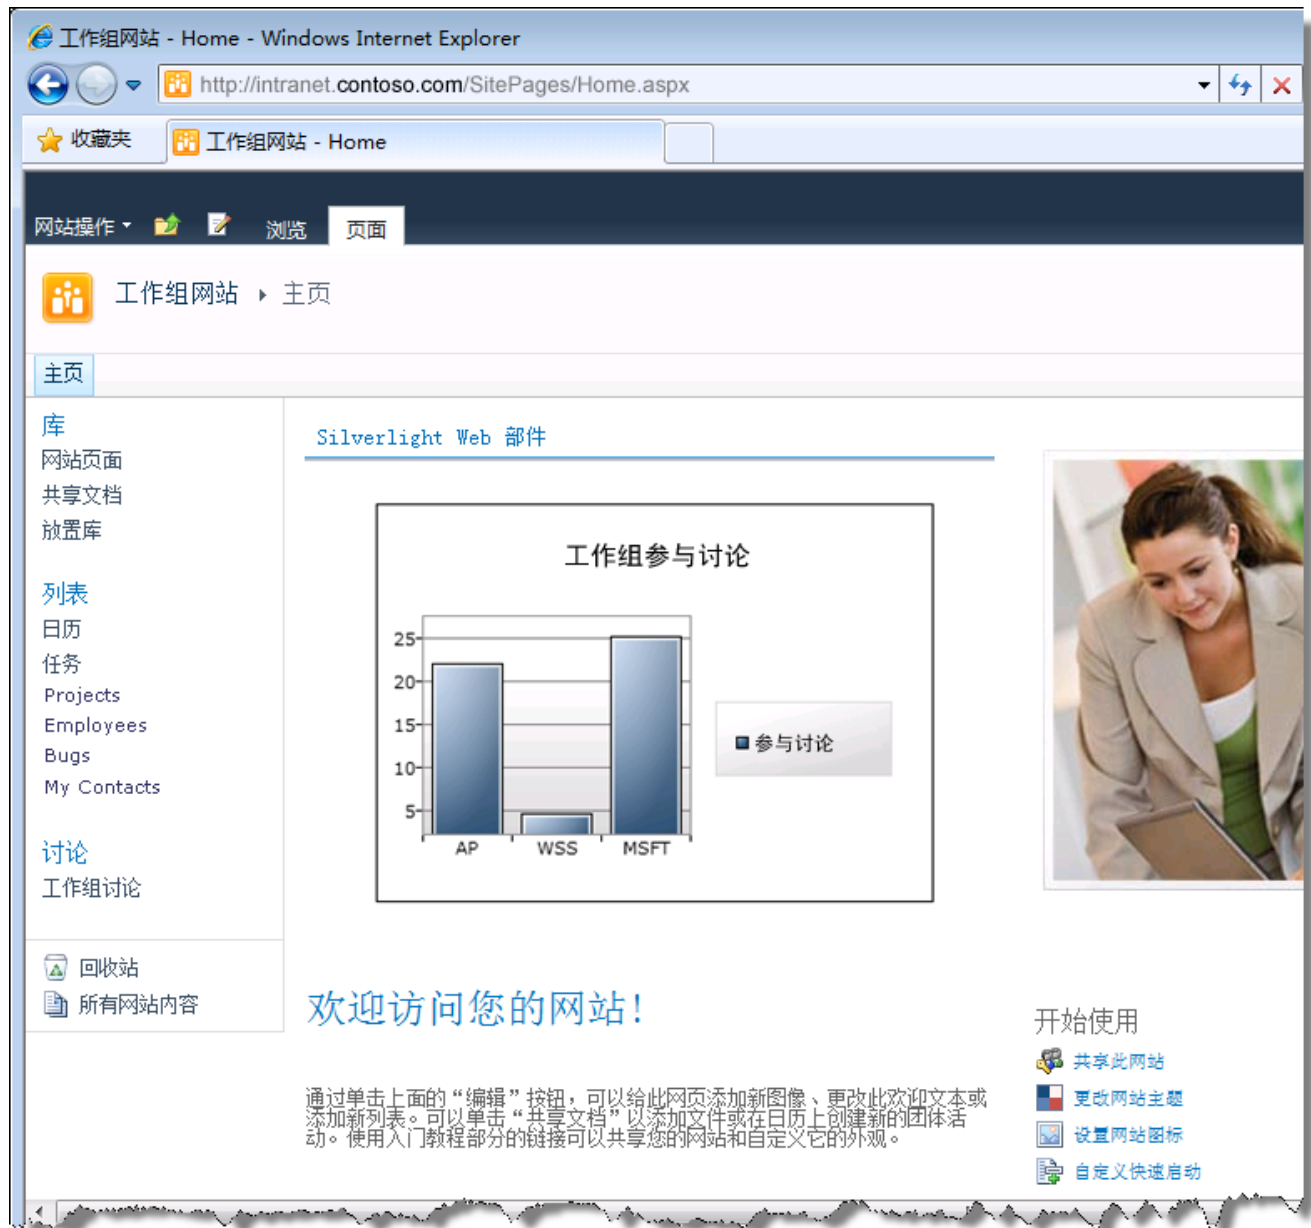 工作组网站 - Home - Windows Internet Explorer
http://intranet.contoso.com/SitePages/Home.aspx
收藏夹
工作组网站 - Home
网站操作
浏览
页面
工作组网站
主页
主页
库
网站页面
共享文档
放置库
列表
日历
任务
Projects
Employees
Bugs
My Contacts
讨论
工作组讨论
回收站
所有网站内容
Silverlight Web 部件
工作组参与讨论
25
20
15
10
5
AP
WSS
MSFT
参与讨论
欢迎访问您的网站!
通过单击上面的“编辑”按钮，可以给此网页添加新图像、更改此欢迎文本或
添加新列表。可以单击“共享文档”以添加文件或在日历上创建新的团体活
动。使用入门教程部分的链接可以共享您的网站和自定义它的外观。
开始使用
共享此网站
更改网站主题
设置网站图标
自定义快速启动